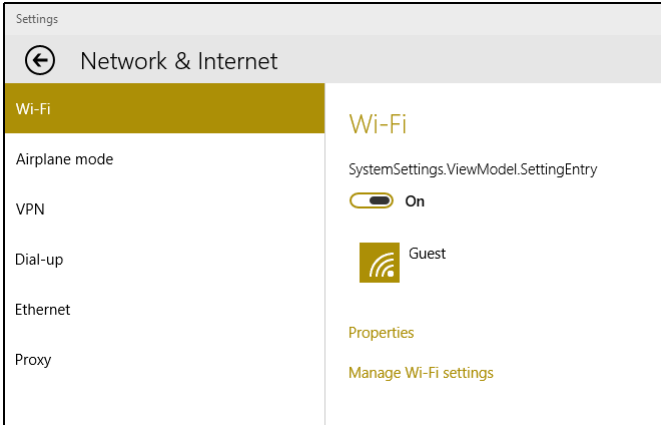 Settings
Network & Internet
Wi-Fi
Airplane mode
VPN
Dial-up
Ethernet
Proxy
Wi-Fi
SystemSettings.ViewModel.SettingEntry
On
Guest
Properties
Manage Wi-Fi settings